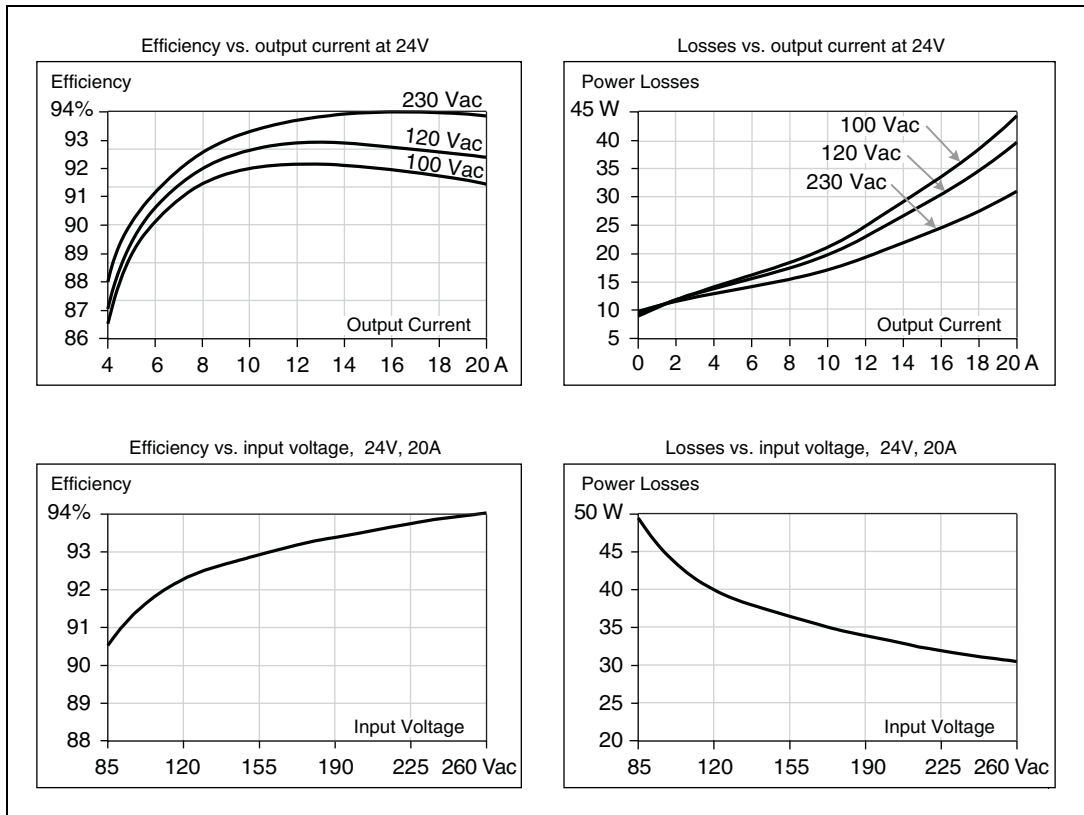 Efficiency vs. output current at 24V
Efficiency
94%
93
92
91
90
88
87
86
230 Vac
120 Vac
100 Vac
Output Current
4 6 8 10 12 14 16 18 20 A
Losses vs. output current at 24V
Power Losses
45 W
40
35
30
25
20
15
10
5
100 Vac
120 Vac
230 Vac
Output Current
0 2 4 6 8 10 12 14 16 18 20 A
Efficiency vs. input voltage, 24V, 20A
Efficiency
94%
93
92
91
90
89
88
Input Voltage
85 120 155 190 225 260 Vac
Losses vs. input voltage, 24V, 20A
Power Losses
50 W
45
40
35
30
25
20
Input Voltage
85 120 155 190 225 260 Vac